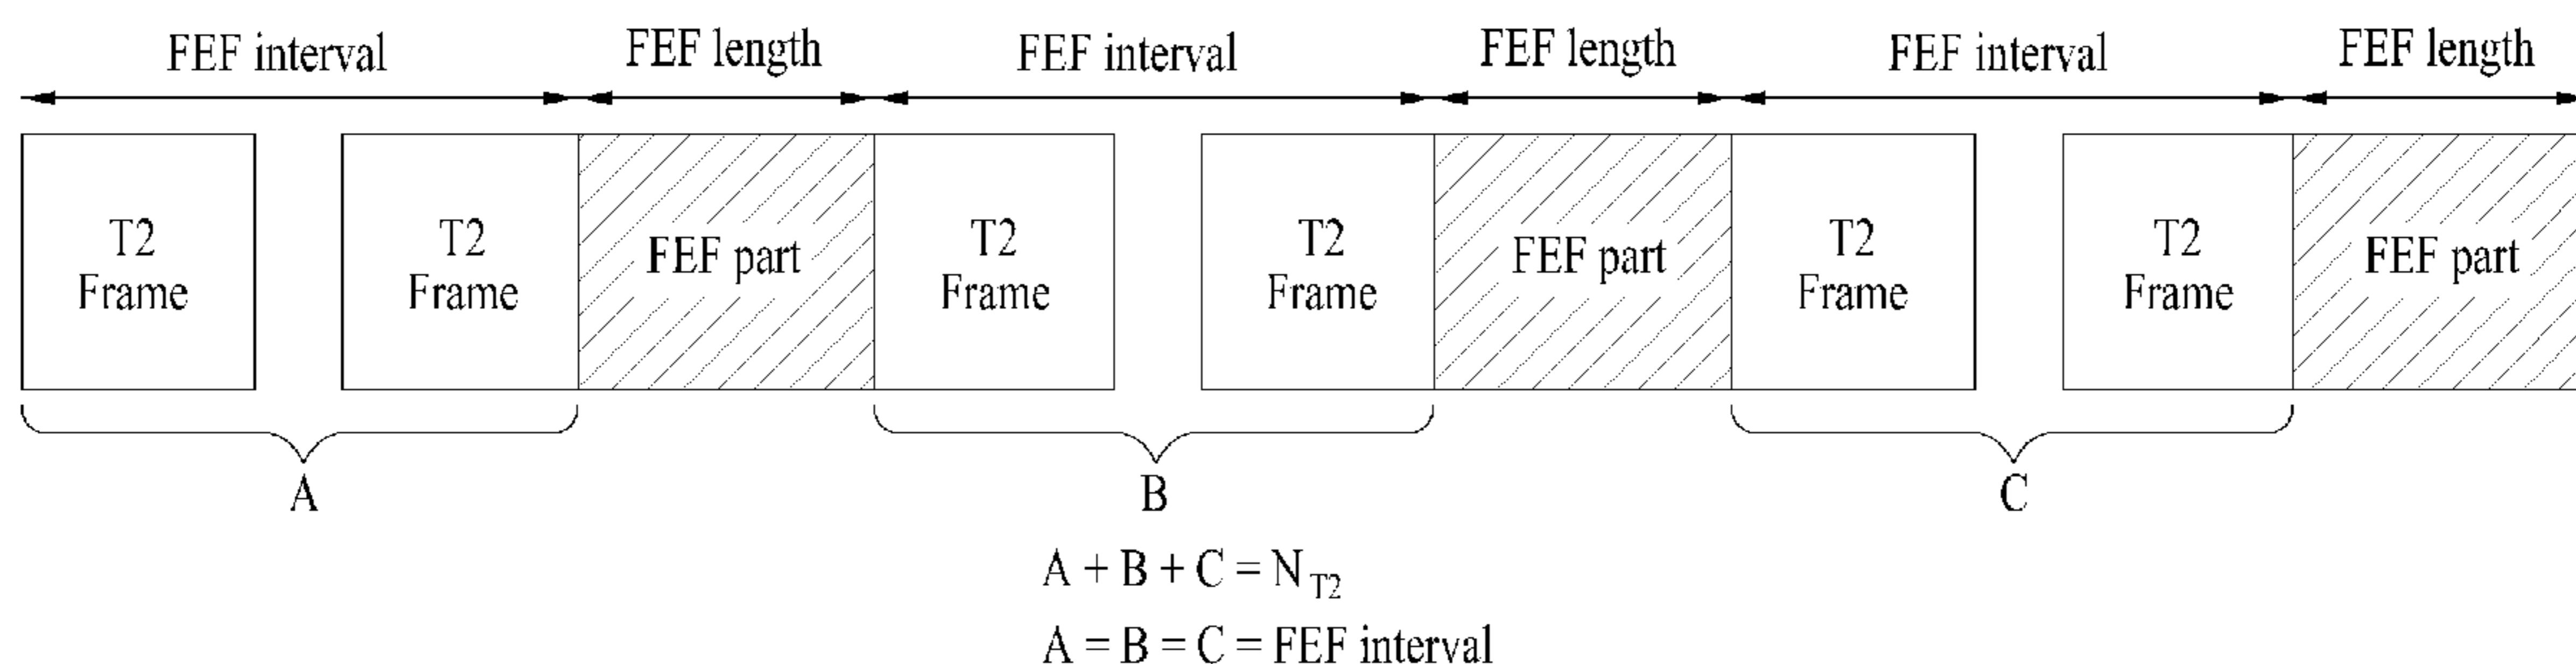 FEF interval FEF length FEF interval FEF length FEF interval FEF length
T2 T2 T2 T2 T2 T2
Frame Frame FEF part Frame Frame FEF part Frame Frame FEF part
A B C
A + B + C = N T2
A = B = C = FEF interval